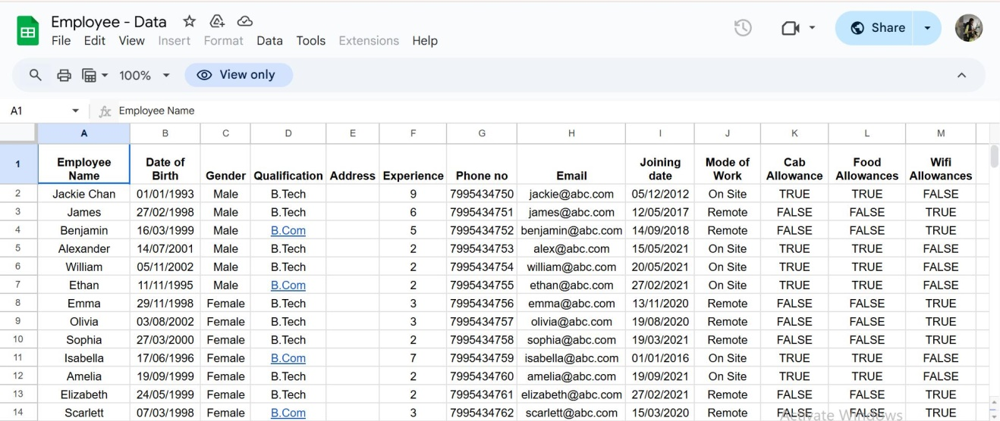 Employee - Data
File Edit View Insert Format Data Tools Extensions Help
Share
100% View only
A1 fx Employee Name
A B C D E F G H I J K L M
1 Employee Name Date of Birth Gender Qualification Address Experience Phone no Email Joining date Mode of Work Cab Allowance Food Allowances Wifi Allowances
2 Jackie Chan 01/01/1993 Male B.Tech 9 7995434750 jackie@abc.com 05/12/2012 On Site TRUE TRUE FALSE
3 James 27/02/1998 Male B.Tech 6 7995434751 james@abc.com 12/05/2017 Remote FALSE FALSE TRUE
4 Benjamin 16/03/1999 Male B.Com 5 7995434752 benjamin@abc.com 14/09/2018 Remote FALSE FALSE TRUE
5 Alexander 14/07/2001 Male B.Tech 2 7995434753 alex@abc.com 15/05/2021 On Site TRUE TRUE FALSE
6 William 05/11/2002 Male B.Tech 2 7995434754 william@abc.com 20/05/2021 On Site TRUE TRUE FALSE
7 Ethan 11/11/1995 Male B.Com 2 7995434755 ethan@abc.com 27/02/2021 On Site TRUE TRUE FALSE
8 Emma 29/11/1998 Female B.Tech 3 7995434756 emma@abc.com 13/11/2020 Remote FALSE FALSE TRUE
9 Olivia 03/08/2002 Female B.Tech 3 7995434757 olivia@abc.com 19/08/2020 Remote FALSE FALSE TRUE
10 Sophia 27/03/2000 Female B.Tech 2 7995434758 sophia@abc.com 19/03/2021 Remote FALSE FALSE TRUE
11 Isabella 17/06/1996 Female B.Com 7 7995434759 isabella@abc.com 01/01/2016 On Site TRUE TRUE FALSE
12 Amelia 19/09/1999 Female B.Tech 2 7995434760 amelia@abc.com 19/09/2021 On Site TRUE TRUE FALSE
13 Elizabeth 24/05/1999 Female B.Tech 2 7995434761 elizabeth@abc.com 27/02/2021 Remote FALSE FALSE TRUE
14 Scarlett 07/03/1998 Female B.Com 3 7995434762 scarlett@abc.com 15/03/2020 Remote FALSE FALSE TRUE
Activate Windows